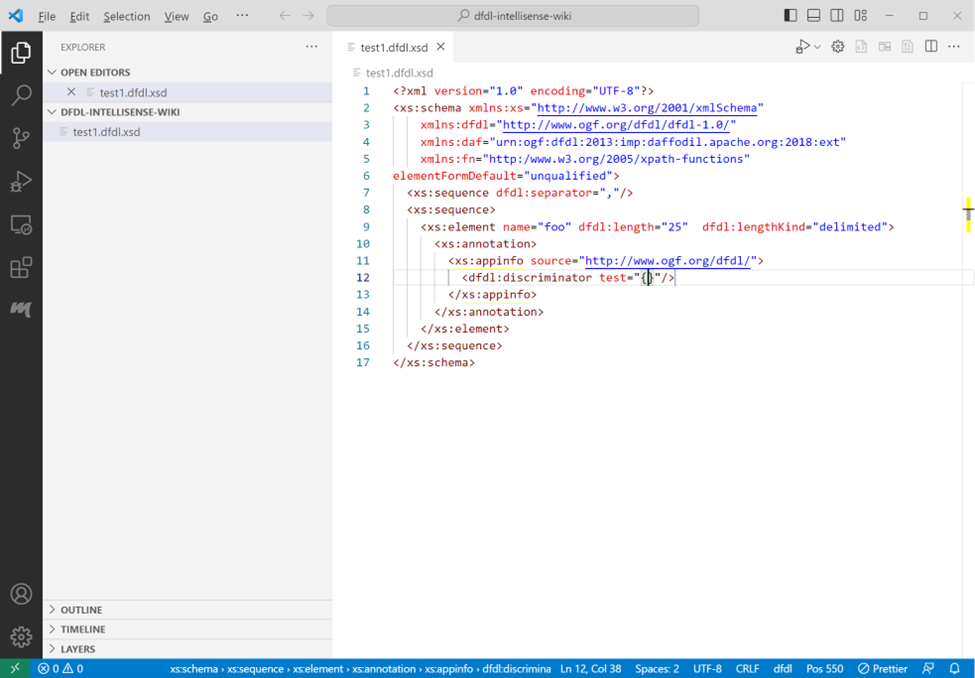 File Edit Selection View Go ··· dfdl-intellisense-wiki
EXPLORER ···
OPEN EDITORS
test1.dfdl.xsd
DFDL-INTELLISENSE-WIKI
test1.dfdl.xsd
OUTLINE
TIMELINE
LAYERS
test1.dfdl.xsd
test1.dfdl.xsd
1 <?xml version="1.0" encoding="UTF-8"?>
2 <xs:schema xmlns:xs="http://www.w3.org/2001/xmlSchema"
3 xmlns:dfdl="http://www.ogf.org/dfdl/dfdl-1.0/"
4 xmlns:daf="urn:ogf:dfdl:2013:imp:daffodil.apache.org:2018:ext"
5 xmlns:fn="http:/www.w3.org/2005/xpath-functions"
6 elementFormDefault="unqualified">
7 <xs:sequence dfdl:separator=","/>
8 <xs:sequence>
9 <xs:element name="foo" dfdl:length="25"  dfdl:lengthKind="delimited">
10 <xs:annotation>
11 <xs:appinfo source="http://www.ogf.org/dfdl/">
12 <dfdl:discriminator test="{}"/>
13 </xs:appinfo>
14 </xs:annotation>
15 </xs:element>
16 </xs:sequence>
17 </xs:schema>
0 0 xs:schema › xs:sequence › xs:element › xs:annotation › xs:appinfo › dfdl:discrimina Ln 12, Col 38 Spaces: 2 UTF-8 CRLF dfdl Pos 550 Prettier